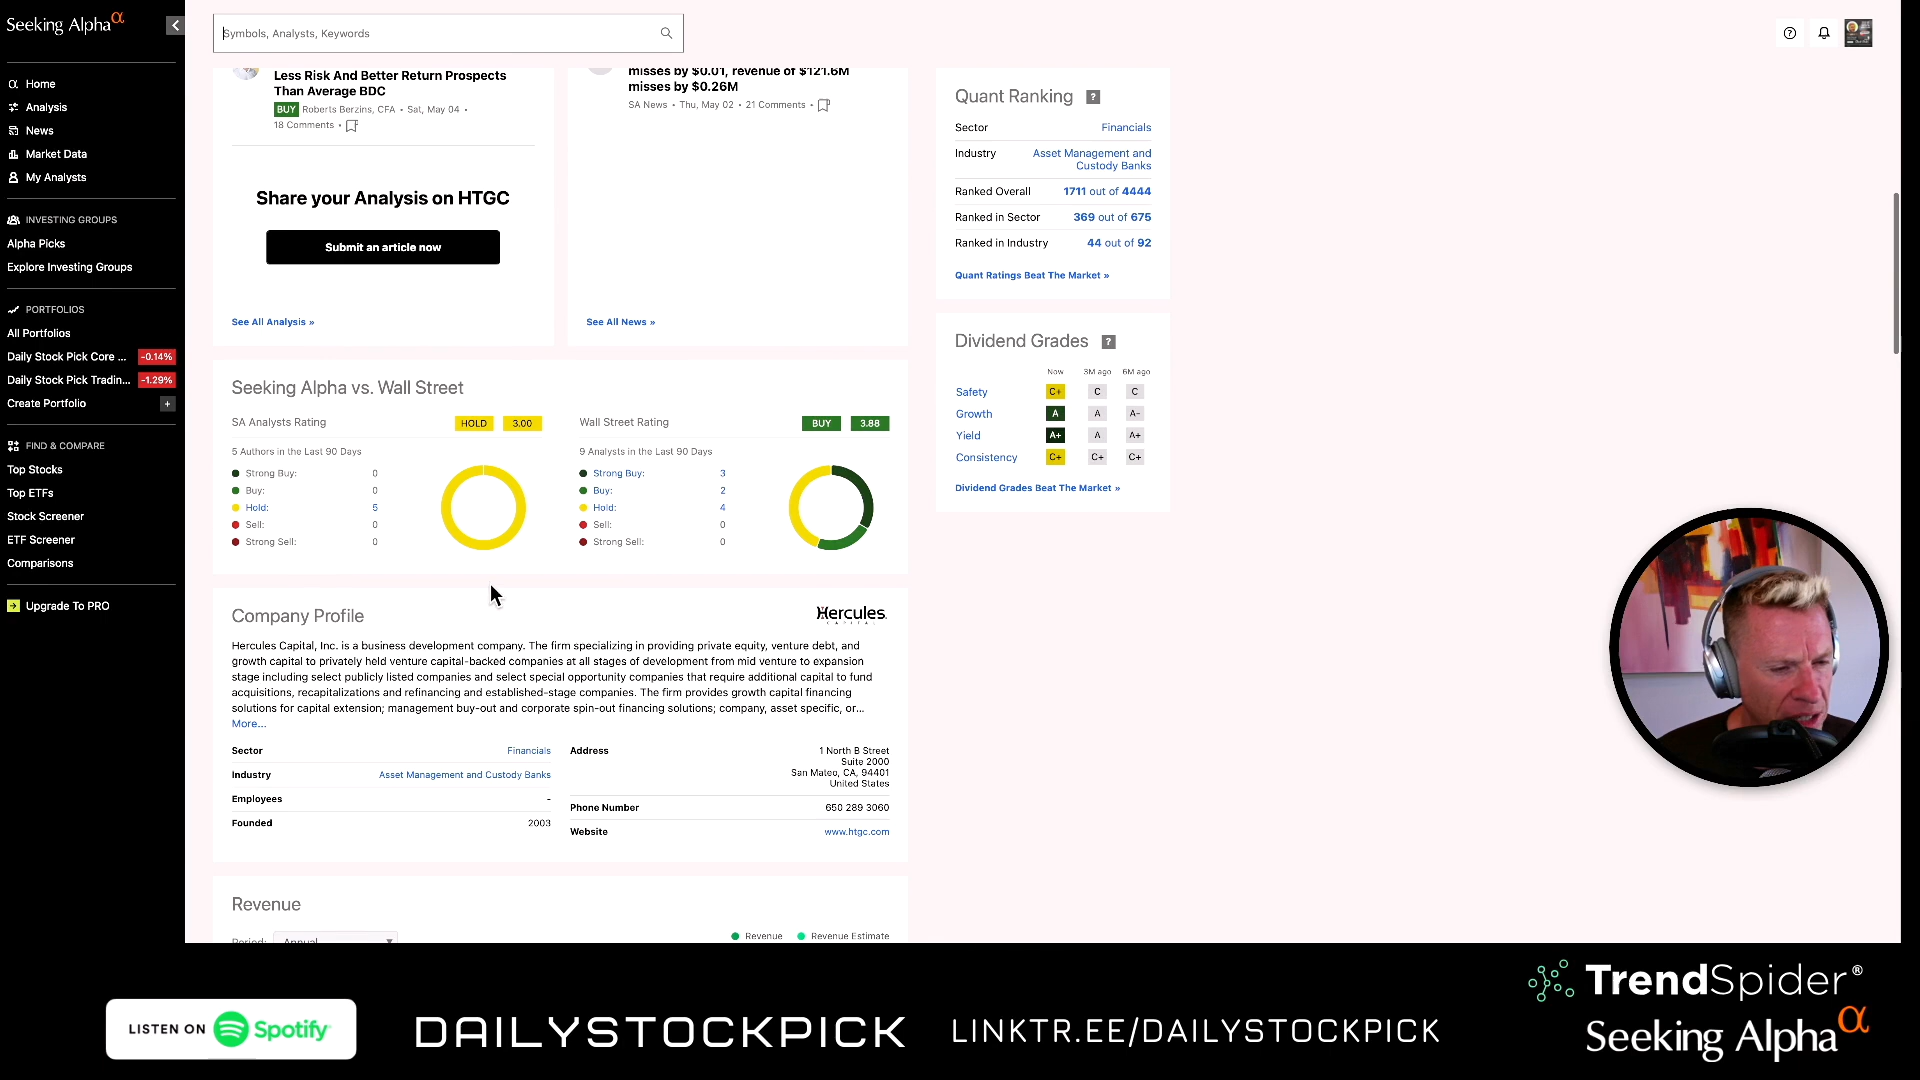 Seeking Alpha α
Symbols, Analysts, Keywords
Home
Analysis
News
Market Data
My Analysts
INVESTING GROUPS
Alpha Picks
Explore Investing Groups
PORTFOLIOS
All Portfolios
Daily Stock Pick Core ... -0.14%
Daily Stock Pick Tradin... -1.29%
Create Portfolio +
FIND & COMPARE
Top Stocks
Top ETFs
Stock Screener
ETF Screener
Comparisons
Upgrade To PRO
Less Risk And Better Return Prospects
Than Average BDC
BUY Roberts Berzins, CFA • Sat, May 04 •
18 Comments •
Share your Analysis on HTGC
Submit an article now
See All Analysis »
misses by $0.01, revenue of $121.6M
misses by $0.26M
SA News • Thu, May 02 • 21 Comments •
See All News »
Quant Ranking ?
Sector Financials
Industry Asset Management and
Custody Banks
Ranked Overall 1711 out of 4444
Ranked in Sector 369 out of 675
Ranked in Industry 44 out of 92
Quant Ratings Beat The Market »
Dividend Grades ?
Now 3M ago 6M ago
Safety C+ C C
Growth A A A-
Yield A+ A A+
Consistency C+ C+ C+
Dividend Grades Beat The Market »
Seeking Alpha vs. Wall Street
SA Analysts Rating HOLD 3.00
5 Authors in the Last 90 Days
Strong Buy: 0
Buy: 0
Hold: 5
Sell: 0
Strong Sell: 0
Wall Street Rating BUY 3.88
9 Analysts in the Last 90 Days
Strong Buy: 3
Buy: 2
Hold: 4
Sell: 0
Strong Sell: 0
Company Profile
Hercules
CAPITAL
Hercules Capital, Inc. is a business development company. The firm specializing in providing private equity, venture debt, and
growth capital to privately held venture capital-backed companies at all stages of development from mid venture to expansion
stage including select publicly listed companies and select special opportunity companies that require additional capital to fund
acquisitions, recapitalizations and refinancing and established-stage companies. The firm provides growth capital financing
solutions for capital extension; management buy-out and corporate spin-out financing solutions; company, asset specific, or...
More...
Sector Financials
Industry Asset Management and Custody Banks
Employees -
Founded 2003
Address 1 North B Street
Suite 2000
San Mateo, CA, 94401
United States
Phone Number 650 289 3060
Website www.htgc.com
Revenue
Period: Annual
Revenue Revenue Estimate
LISTEN ON Spotify
DAILYSTOCKPICK
LINKTR.EE/DAILYSTOCKPICK
TrendSpider®
Seeking Alpha α